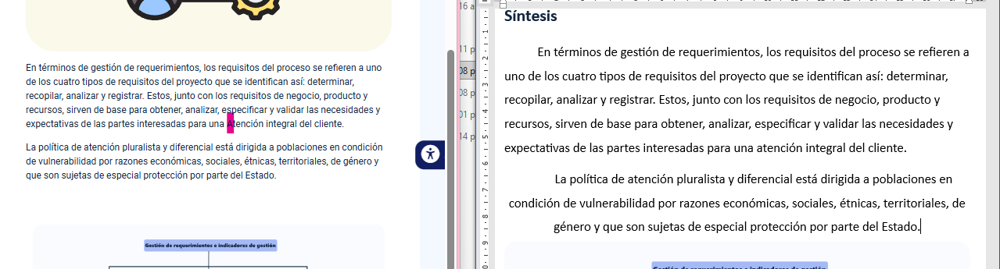 En términos de gestión de requerimientos, los requisitos del proceso se refieren a uno
de los cuatro tipos de requisitos del proyecto que se identifican así: determinar,
recopilar, analizar y registrar. Estos, junto con los requisitos de negocio, producto y
recursos, sirven de base para obtener, analizar, especificar y validar las necesidades y
expectativas de las partes interesadas para una Atención integral del cliente.
La política de atención pluralista y diferencial está dirigida a poblaciones en condición
de vulnerabilidad por razones económicas, sociales, étnicas, territoriales, de género y
que son sujetas de especial protección por parte del Estado.
Gestión de requerimientos e indicadores de gestión
16 a
11 p
08 p
08 p
01 p
14 p
Síntesis
En términos de gestión de requerimientos, los requisitos del proceso se refieren a
uno de los cuatro tipos de requisitos del proyecto que se identifican así: determinar,
recopilar, analizar y registrar. Estos, junto con los requisitos de negocio, producto y
recursos, sirven de base para obtener, analizar, especificar y validar las necesidades y
expectativas de las partes interesadas para una atención integral del cliente.
La política de atención pluralista y diferencial está dirigida a poblaciones en
condición de vulnerabilidad por razones económicas, sociales, étnicas, territoriales, de
género y que son sujetas de especial protección por parte del Estado.
Gestión de requerimientos e indicadores de gestión